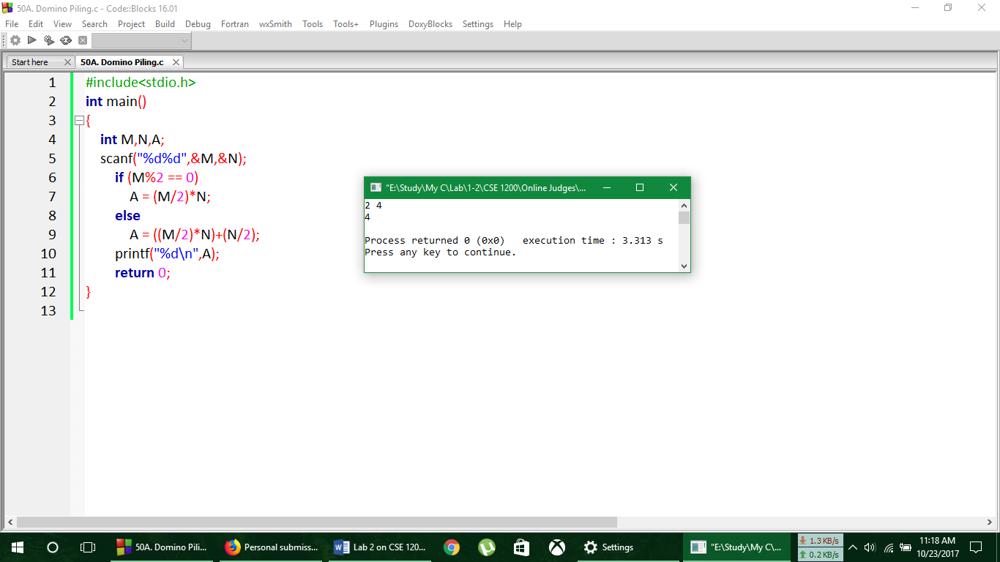 50A. Domino Piling.c - Code::Blocks 16.01
File Edit View Search Project Build Debug Fortran wxSmith Tools Tools+ Plugins DoxyBlocks Settings Help
Start here 50A. Domino Piling.c
1 #include<stdio.h>
2 int main()
3 {
4 int M,N,A;
5 scanf("%d%d",&M,&N);
6 if (M%2 == 0)
7 A = (M/2)*N;
8 else
9 A = ((M/2)*N)+(N/2);
10 printf("%d\n",A);
11 return 0;
12 }
13
"E:\Study\My C\Lab\1-2\CSE 1200\Online Judges\...
2 4
4
Process returned 0 (0x0) execution time : 3.313 s
Press any key to continue.
50A. Domino Pili... Personal submiss... Lab 2 on CSE 120... Settings "E:\Study\My C\...
1.3 KB/s
0.2 KB/s
11:18 AM
10/23/2017